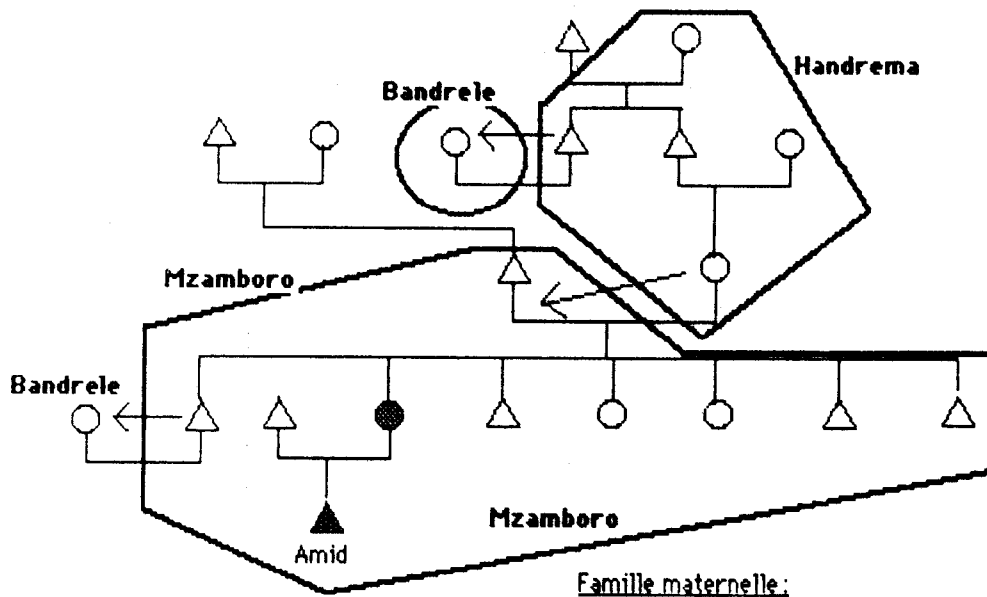 Handrema
Bandrele
Mzamboro
Bandrele
Mzamboro
Amid
Famille maternelle :